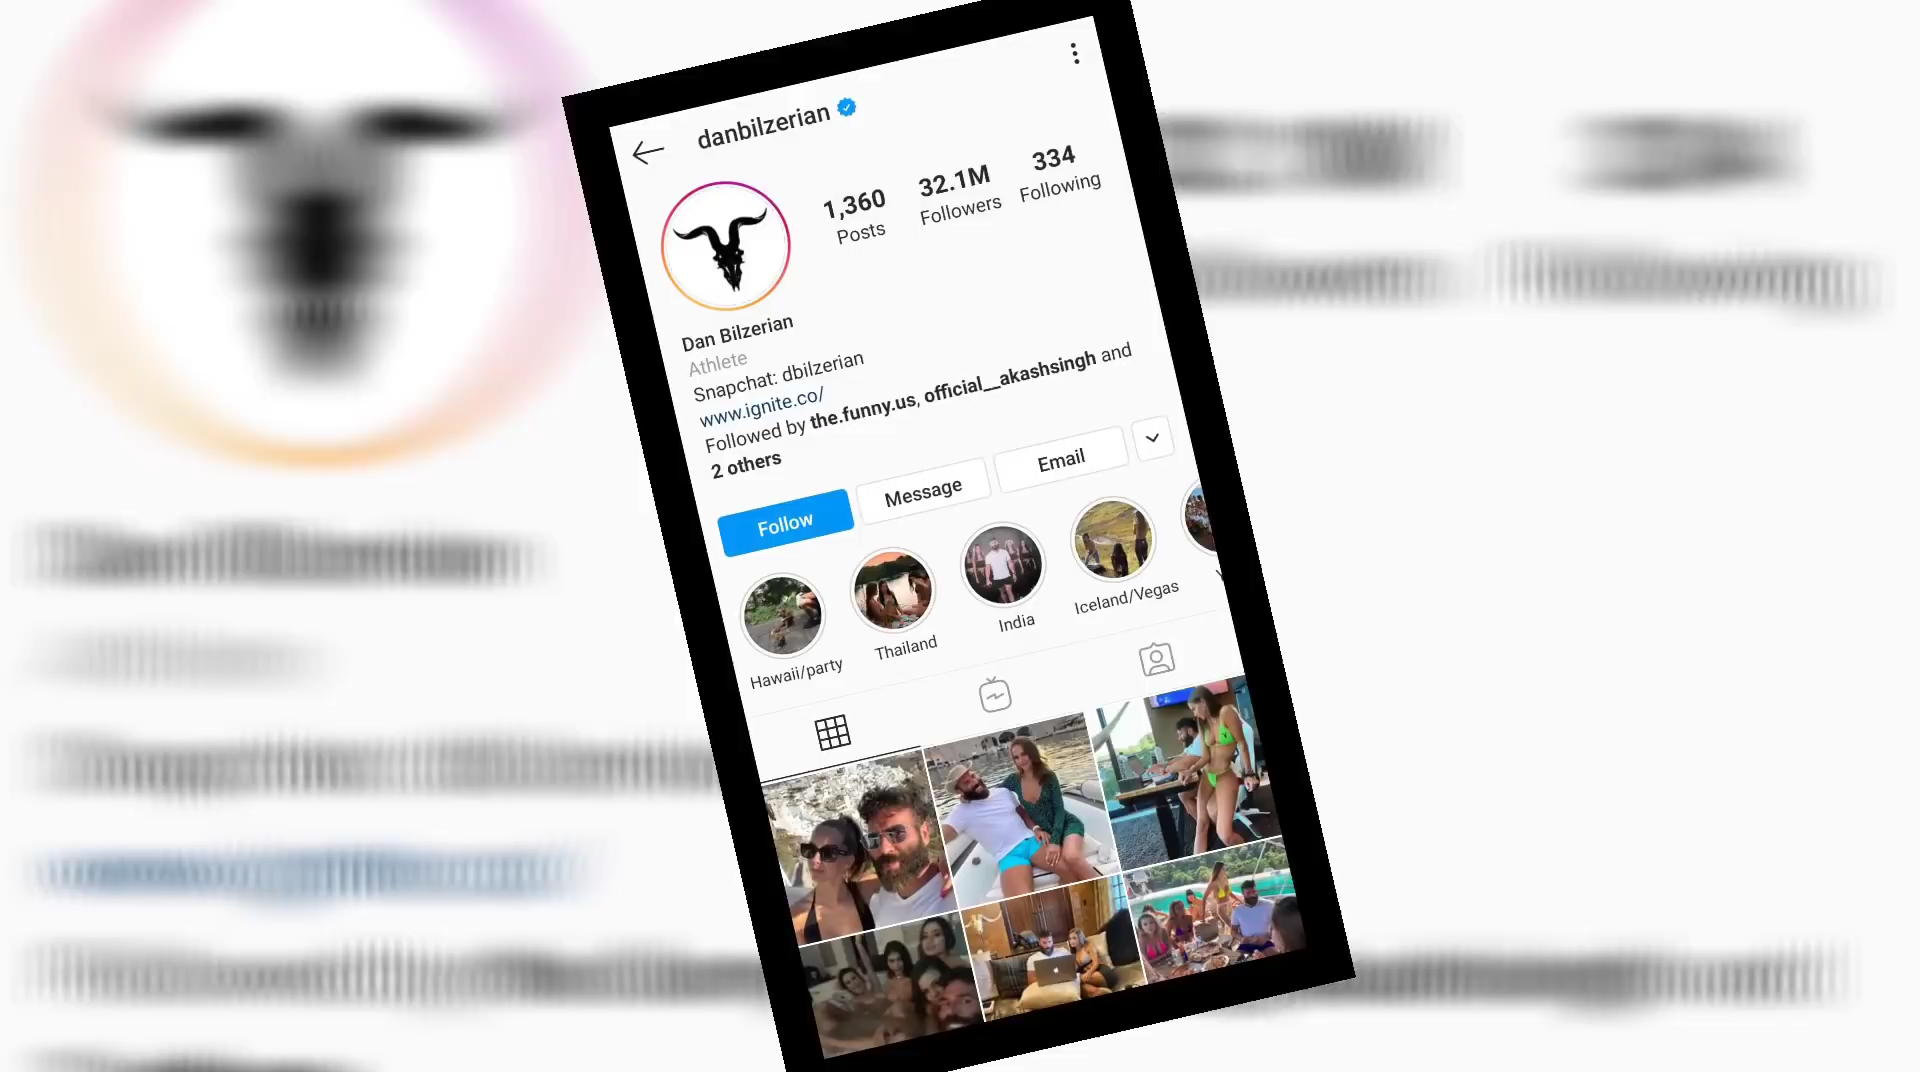 danbilzerian
1,360
Posts
32.1M
Followers
334
Following
Dan Bilzerian
Athlete
Snapchat: dbilzerian
www.ignite.co/
Followed by the.funny.us, official__akashsingh and
2 others
Follow
Message
Email
Hawaii/party
Thailand
India
Iceland/Vegas